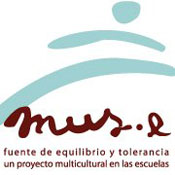 mus-e
fuente de equilibrio y tolerancia
un proyecto multicultural en las escuelas